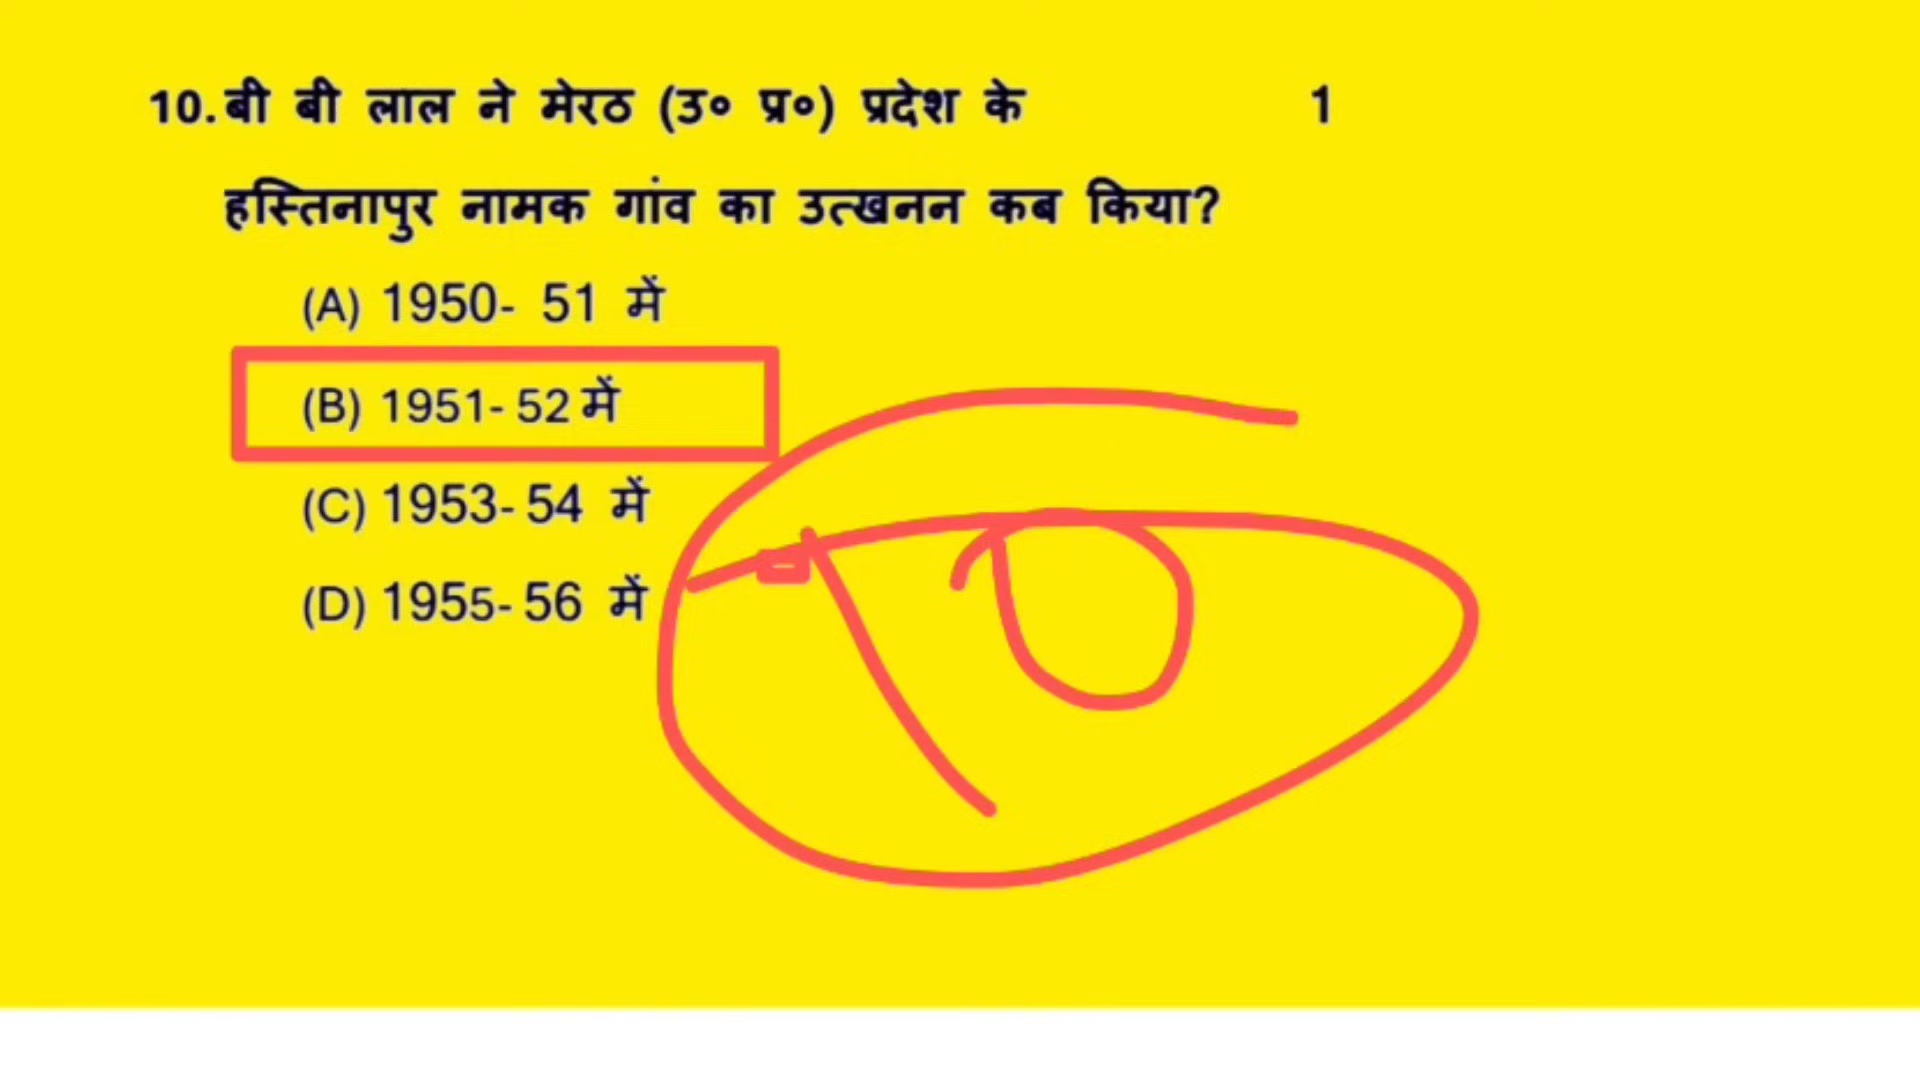 10. बी बी लाल ने मेरठ (उ० प्र०) प्रदेश के 1
हस्तिनापुर नामक गांव का उत्खनन कब किया?
(A) 1950- 51 में
(B) 1951- 52 में
(C) 1953- 54 में
(D) 1955- 56 में